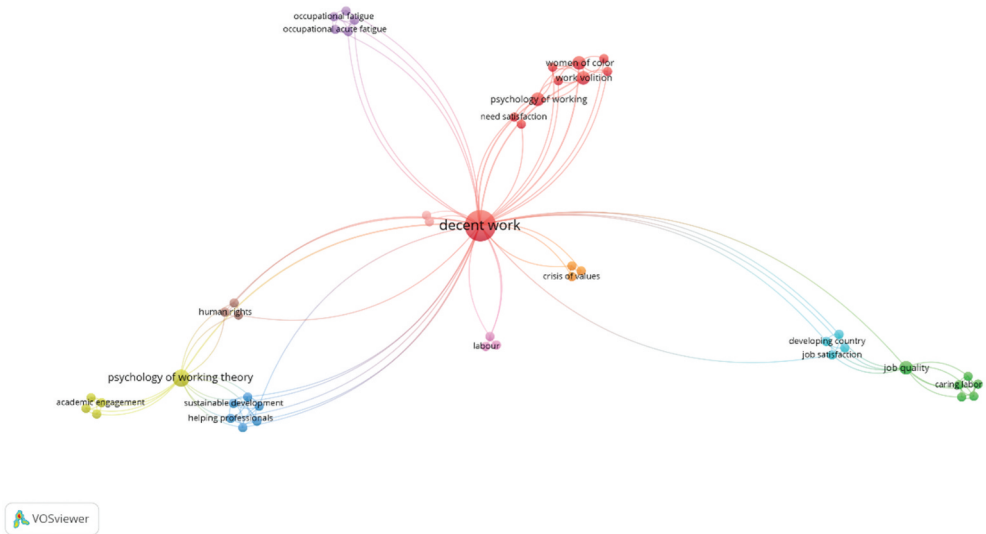 occupational fatigue
occupational acute fatigue
women of color
work volition
psychology of working
need satisfaction
decent work
crisis of values
human rights
labour
developing country
job satisfaction
job quality
caring labor
psychology of working theory
academic engagement
sustainable development
helping professionals
VOSviewer